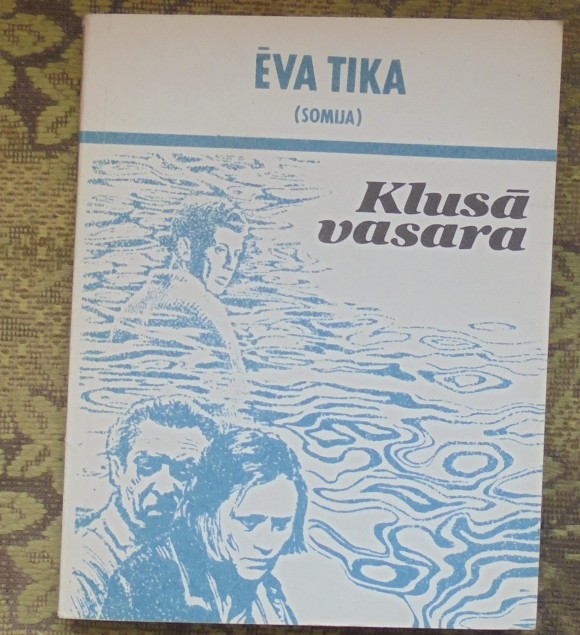 ĒVA TIKA
(SOMIJA)
Klusā
vasara